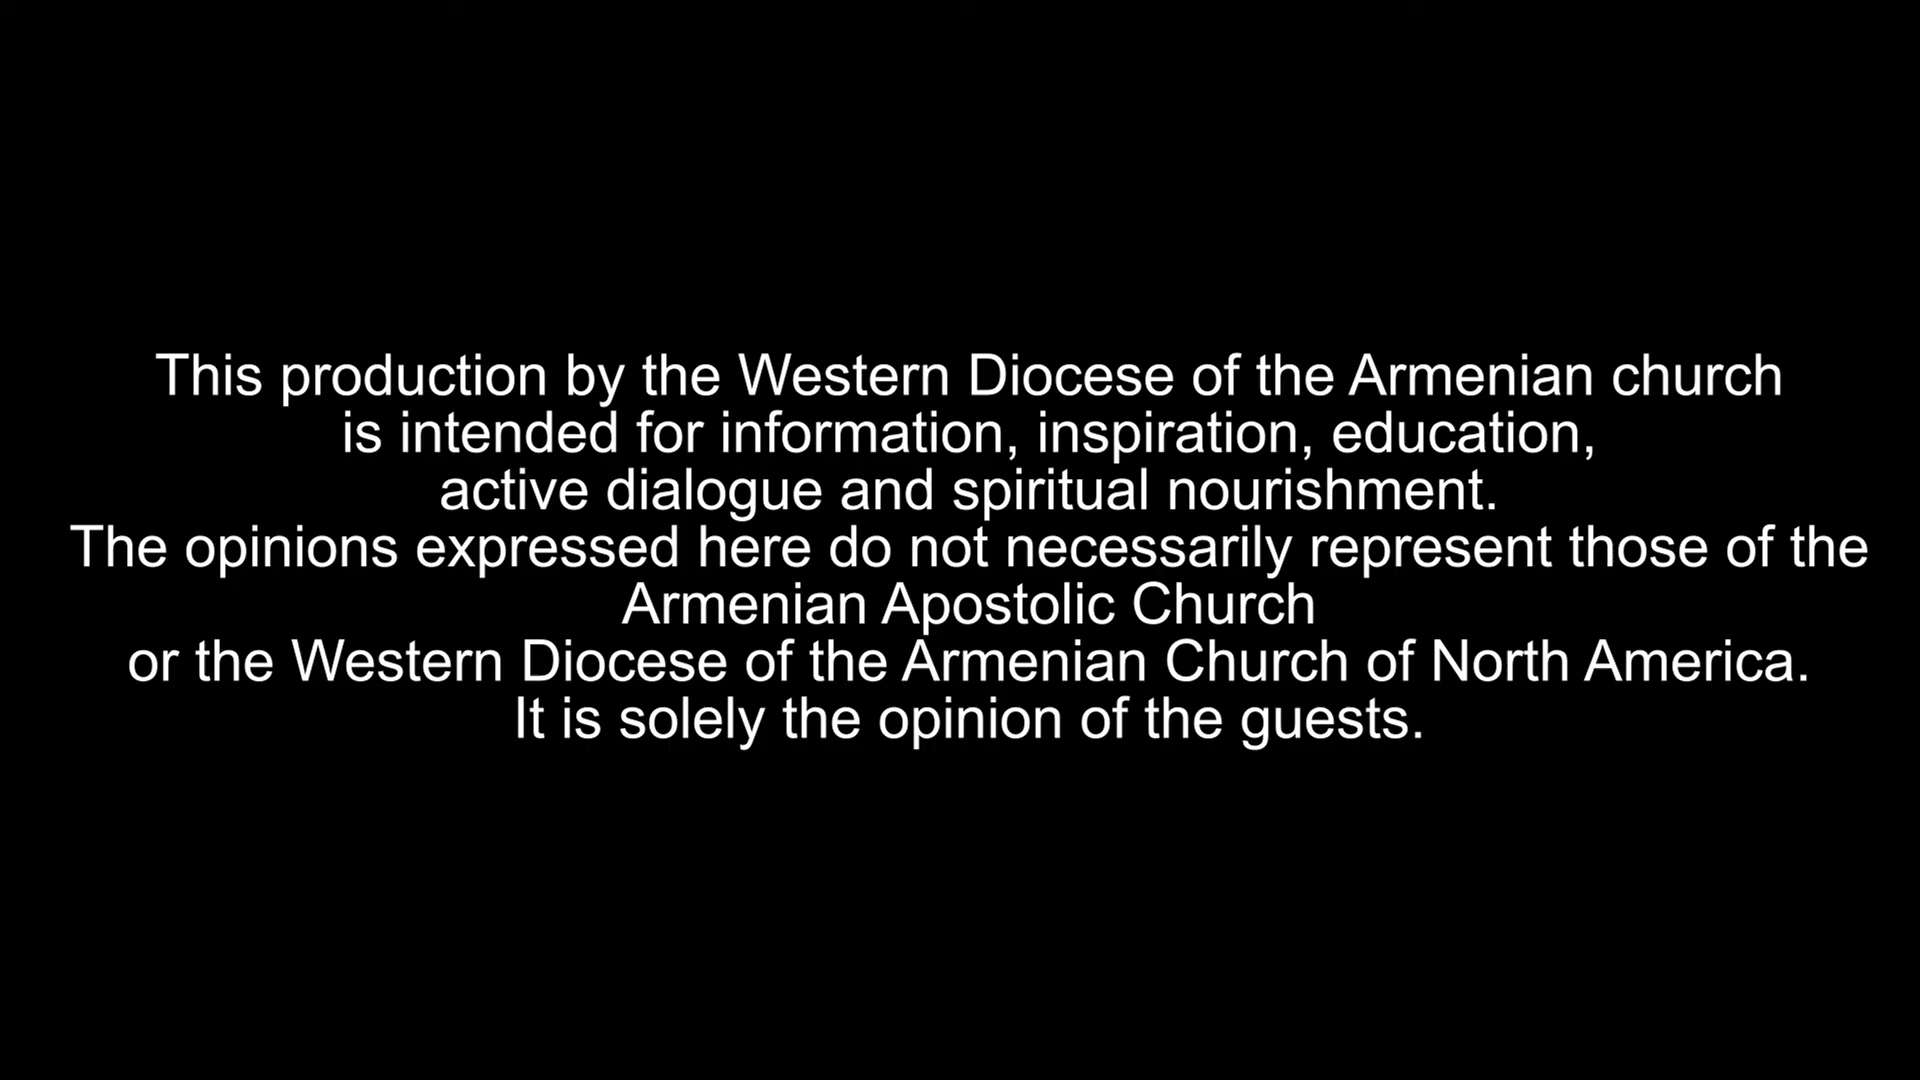 This production by the Western Diocese of the Armenian church
is intended for information, inspiration, education,
active dialogue and spiritual nourishment.
The opinions expressed here do not necessarily represent those of the
Armenian Apostolic Church
or the Western Diocese of the Armenian Church of North America.
It is solely the opinion of the guests.